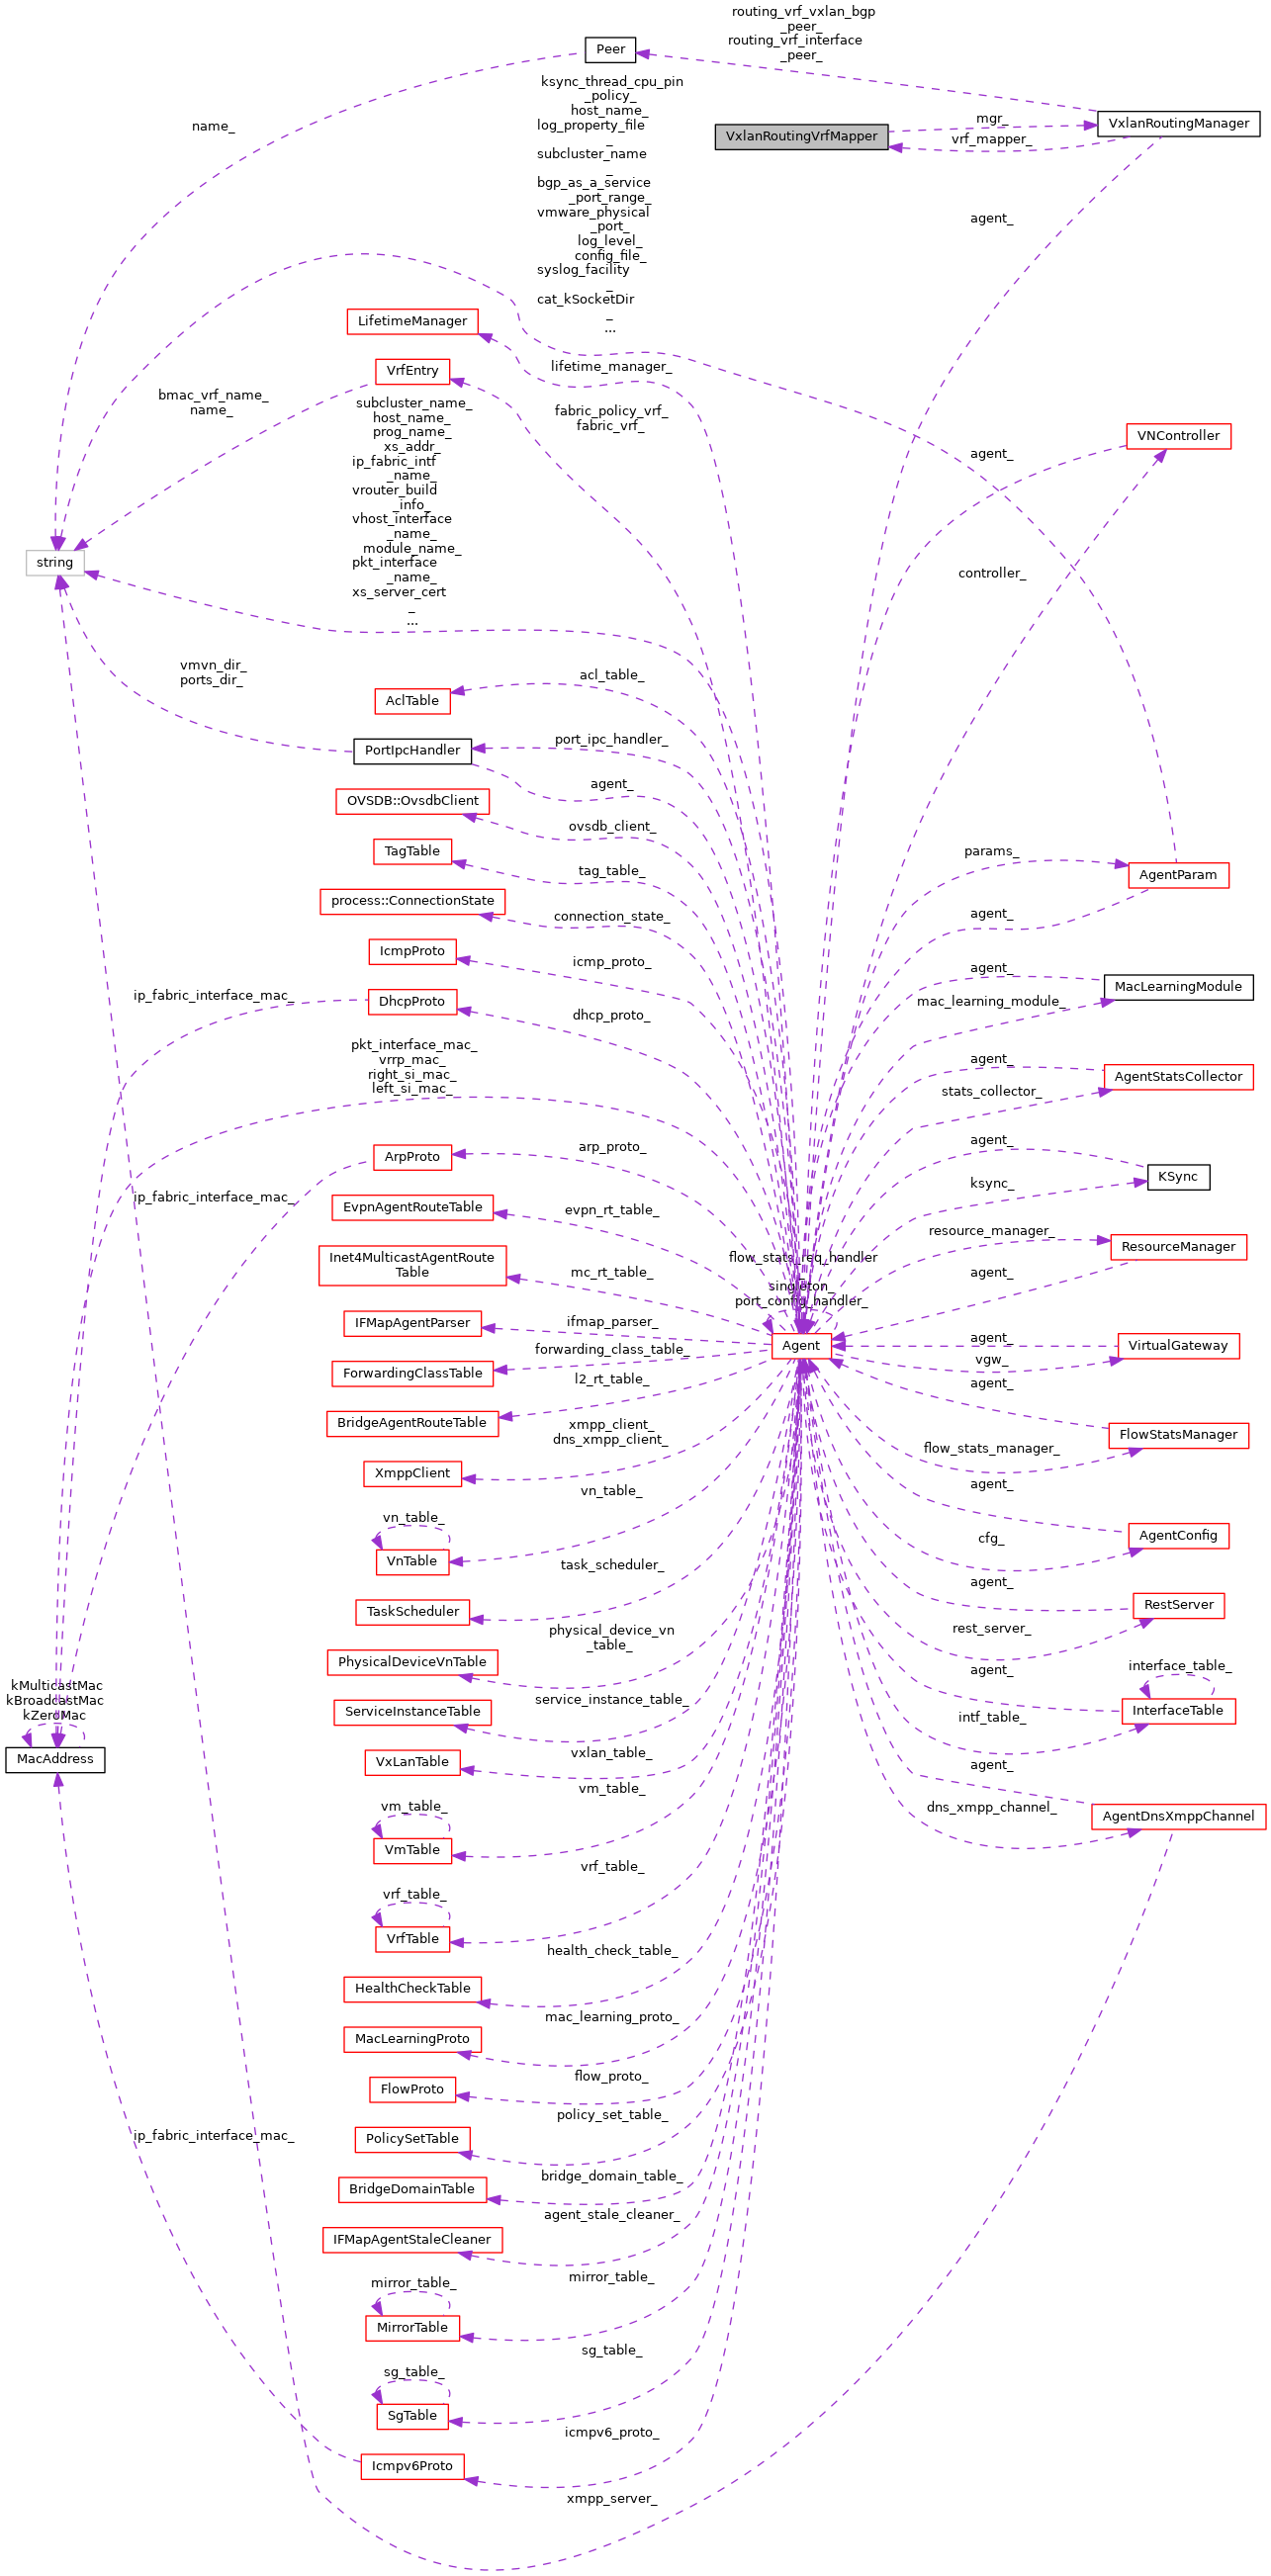 routing_vrf_vxlan_bgp
_peer_
routing_vrf_interface
_peer_
Peer
ksync_thread_cpu_pin
_policy_
host_name_
log_property_file
_
subcluster_name
_
bgp_as_a_service
_port_range_
vmware_physical
_port_
log_level_
config_file_
syslog_facility
_
cat_kSocketDir
_
...
name_
VxlanRoutingVrfMapper
mgr_
vrf_mapper_
VxlanRoutingManager
agent_
LifetimeManager
lifetime_manager_
VrfEntry
bmac_vrf_name_
name_
fabric_policy_vrf_
fabric_vrf_
subcluster_name_
host_name_
prog_name_
xs_addr_
ip_fabric_intf
_name_
vrouter_build
_info_
vhost_interface
_name_
module_name_
pkt_interface
_name_
xs_server_cert
_
...
VNController
agent_
controller_
string
vmvn_dir_
ports_dir_
AclTable
acl_table_
PortIpcHandler
port_ipc_handler_
agent_
OVSDB::OvsdbClient
ovsdb_client_
TagTable
tag_table_
params_
AgentParam
agent_
process::ConnectionState
connection_state_
IcmpProto
icmp_proto_
agent_
MacLearningModule
mac_learning_module_
ip_fabric_interface_mac_
DhcpProto
dhcp_proto_
pkt_interface_mac_
vrrp_mac_
right_si_mac_
left_si_mac_
agent_
AgentStatsCollector
stats_collector_
ArpProto
arp_proto_
agent_
KSync
ksync_
ip_fabric_interface_mac_
EvpnAgentRouteTable
evpn_rt_table_
resource_manager_
ResourceManager
agent_
Inet4MulticastAgentRoute
Table
mc_rt_table_
flow_stats_req_handler
_
singleton_
port_config_handler_
IFMapAgentParser
ifmap_parser_
Agent
agent_
VirtualGateway
vgw_
ForwardingClassTable
forwarding_class_table_
l2_rt_table_
agent_
BridgeAgentRouteTable
xmpp_client_
dns_xmpp_client_
FlowStatsManager
flow_stats_manager_
XmppClient
vn_table_
agent_
vn_table_
VnTable
AgentConfig
cfg_
task_scheduler_
agent_
TaskScheduler
RestServer
rest_server_
physical_device_vn
_table_
PhysicalDeviceVnTable
agent_
interface_table_
InterfaceTable
intf_table_
kMulticastMac
kBroadcastMac
kZeroMac
MacAddress
ServiceInstanceTable
service_instance_table_
VxLanTable
vxlan_table_
agent_
vm_table_
vm_table_
VmTable
dns_xmpp_channel_
AgentDnsXmppChannel
vrf_table_
vrf_table_
VrfTable
health_check_table_
HealthCheckTable
mac_learning_proto_
MacLearningProto
flow_proto_
FlowProto
policy_set_table_
PolicySetTable
ip_fabric_interface_mac_
bridge_domain_table_
BridgeDomainTable
agent_stale_cleaner_
IFMapAgentStaleCleaner
mirror_table_
mirror_table_
MirrorTable
sg_table_
sg_table_
SgTable
icmpv6_proto_
Icmpv6Proto
xmpp_server_